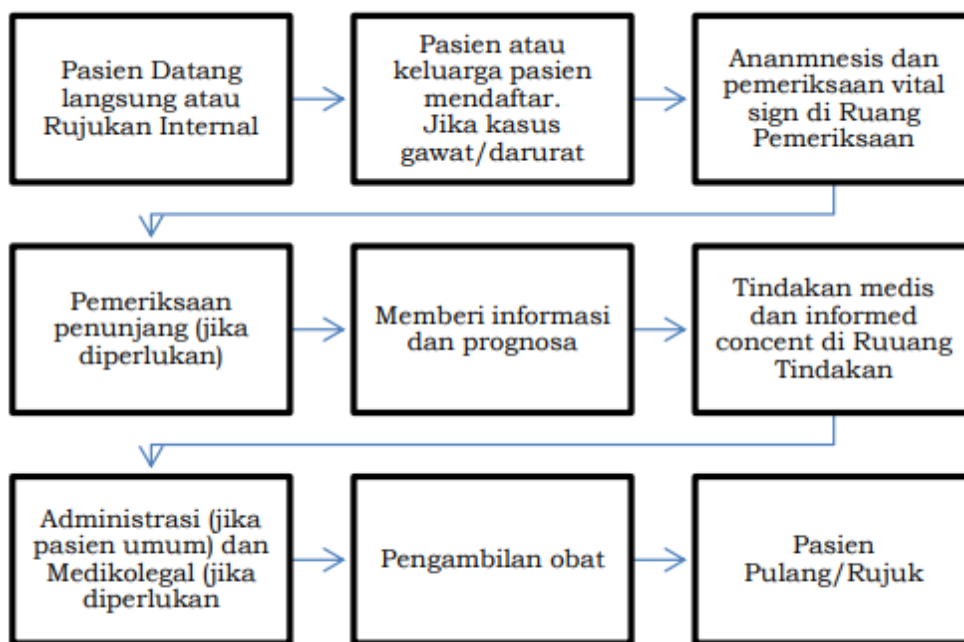 Pasien Datang
langsung atau
Rujukan Internal
Pasien atau
keluarga pasien
mendaftar.
Jika kasus
gawat/darurat
Ananmnesis dan
pemeriksaan vital
sign di Ruang
Pemeriksaan
Pemeriksaan
penunjang (jika
diperlukan)
Memberi informasi
dan prognosa
Tindakan medis
dan informed
concent di Ruuang
Tindakan
Administrasi (jika
pasien umum) dan
Medikolegal (jika
diperlukan
Pengambilan obat
Pasien
Pulang/Rujuk